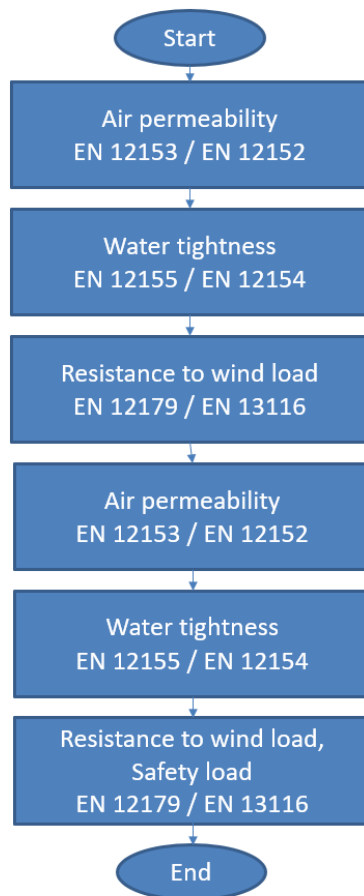 Start
Air permeability
EN 12153 / EN 12152
Water tightness
EN 12155 / EN 12154
Resistance to wind load
EN 12179 / EN 13116
Air permeability
EN 12153 / EN 12152
Water tightness
EN 12155 / EN 12154
Resistance to wind load,
Safety load
EN 12179 / EN 13116
End